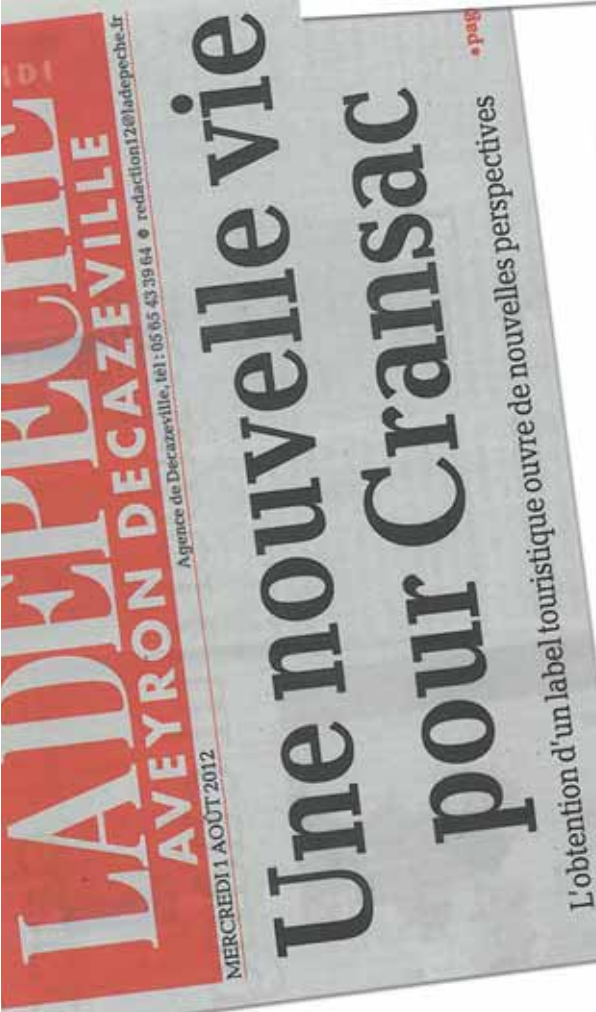 IDI
LA DEPECHE
AVEYRON DECAZEVILLE
Agence de Decazeville, tél : 05 65 43 39 64 ● redaction12@ladepeche.fr
MERCREDI 1 AOÛT 2012
Une nouvelle vie
pour Cransac
• pag
L'obtention d'un label touristique ouvre de nouvelles perspectives